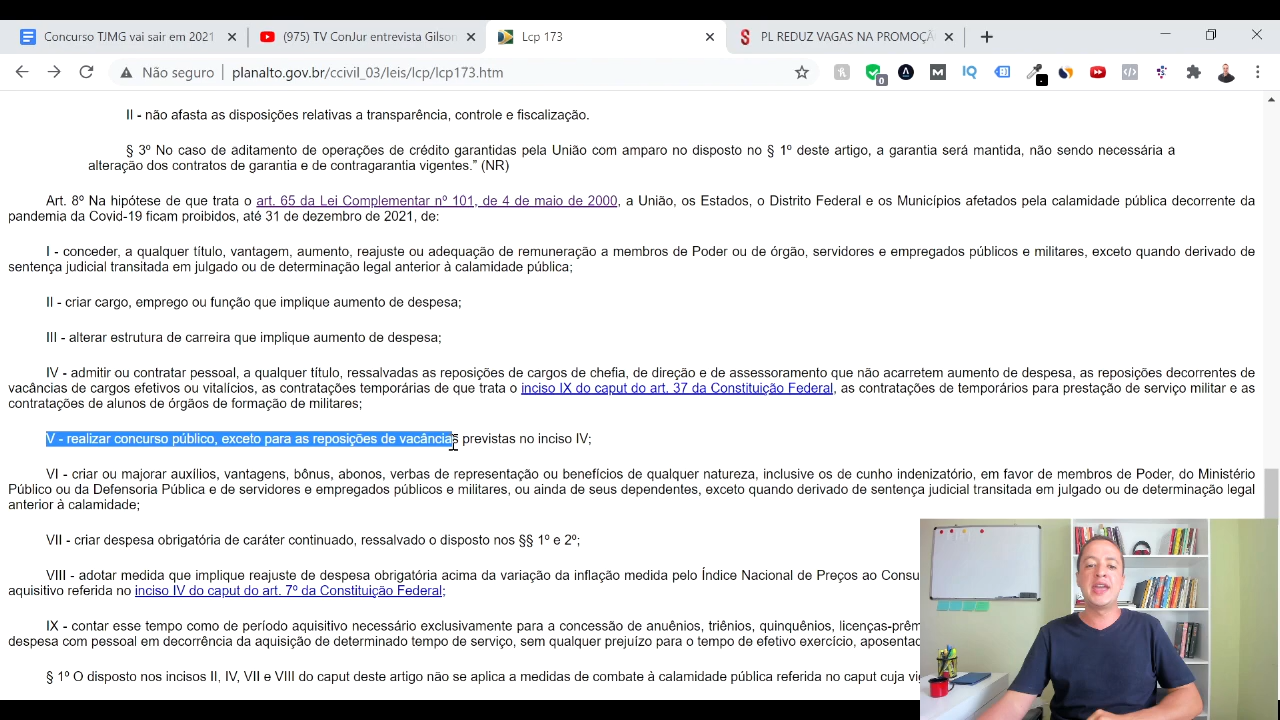 Concurso TJMG vai sair em 2021
(975) TV ConJur entrevista Gilson
Lcp 173
PL REDUZ VAGAS NA PROMOÇÃ
Não seguro
planalto.gov.br/ccivil_03/leis/lcp/lcp173.htm
0
II - não afasta as disposições relativas a transparência, controle e fiscalização.
§ 3º No caso de aditamento de operações de crédito garantidas pela União com amparo no disposto no § 1º deste artigo, a garantia será mantida, não sendo necessária a
alteração dos contratos de garantia e de contragarantia vigentes.” (NR)
Art. 8º Na hipótese de que trata o art. 65 da Lei Complementar nº 101, de 4 de maio de 2000, a União, os Estados, o Distrito Federal e os Municípios afetados pela calamidade pública decorrente da
pandemia da Covid-19 ficam proibidos, até 31 de dezembro de 2021, de:
I - conceder, a qualquer título, vantagem, aumento, reajuste ou adequação de remuneração a membros de Poder ou de órgão, servidores e empregados públicos e militares, exceto quando derivado de
sentença judicial transitada em julgado ou de determinação legal anterior à calamidade pública;
II - criar cargo, emprego ou função que implique aumento de despesa;
III - alterar estrutura de carreira que implique aumento de despesa;
IV - admitir ou contratar pessoal, a qualquer título, ressalvadas as reposições de cargos de chefia, de direção e de assessoramento que não acarretem aumento de despesa, as reposições decorrentes de
vacâncias de cargos efetivos ou vitalícios, as contratações temporárias de que trata o inciso IX do caput do art. 37 da Constituição Federal, as contratações de temporários para prestação de serviço militar e as
contratações de alunos de órgãos de formação de militares;
V - realizar concurso público, exceto para as reposições de vacâncias previstas no inciso IV;
VI - criar ou majorar auxílios, vantagens, bônus, abonos, verbas de representação ou benefícios de qualquer natureza, inclusive os de cunho indenizatório, em favor de membros de Poder, do Ministério
Público ou da Defensoria Pública e de servidores e empregados públicos e militares, ou ainda de seus dependentes, exceto quando derivado de sentença judicial transitada em julgado ou de determinação legal
anterior à calamidade;
VII - criar despesa obrigatória de caráter continuado, ressalvado o disposto nos §§ 1º e 2º;
VIII - adotar medida que implique reajuste de despesa obrigatória acima da variação da inflação medida pelo Índice Nacional de Preços ao Consu
aquisitivo referida no inciso IV do caput do art. 7º da Constituição Federal;
IX - contar esse tempo como de período aquisitivo necessário exclusivamente para a concessão de anuênios, triênios, quinquênios, licenças-prêm
despesa com pessoal em decorrência da aquisição de determinado tempo de serviço, sem qualquer prejuízo para o tempo de efetivo exercício, aposentad
§ 1º O disposto nos incisos II, IV, VII e VIII do caput deste artigo não se aplica a medidas de combate à calamidade pública referida no caput cuja vig